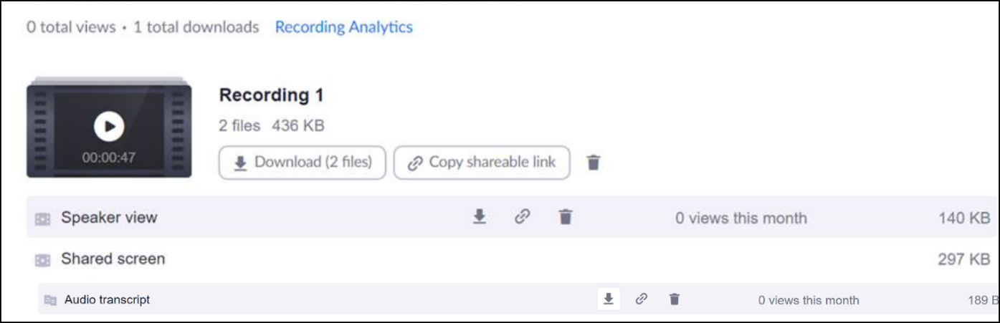 0 total views • 1 total downloads Recording Analytics
Recording 1
2 files 436 KB
00:00:47
Download (2 files) Copy shareable link
Speaker view 0 views this month 140 KB
Shared screen 297 KB
Audio transcript 0 views this month 189 B